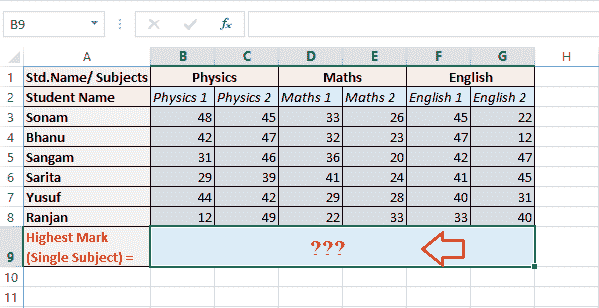 B9 fx
A B C D E F G H
1 Std.Name/ Subjects Physics Maths English
2 Student Name Physics 1 Physics 2 Maths 1 Maths 2 English 1 English 2
3 Sonam 48 45 33 26 45 22
4 Bhanu 42 47 32 23 47 12
5 Sangam 31 46 36 20 42 47
6 Sarita 29 39 41 24 41 45
7 Yusuf 44 42 29 28 40 31
8 Ranjan 12 49 22 33 33 40
Highest Mark
9 (Single Subject) = ???
10
11